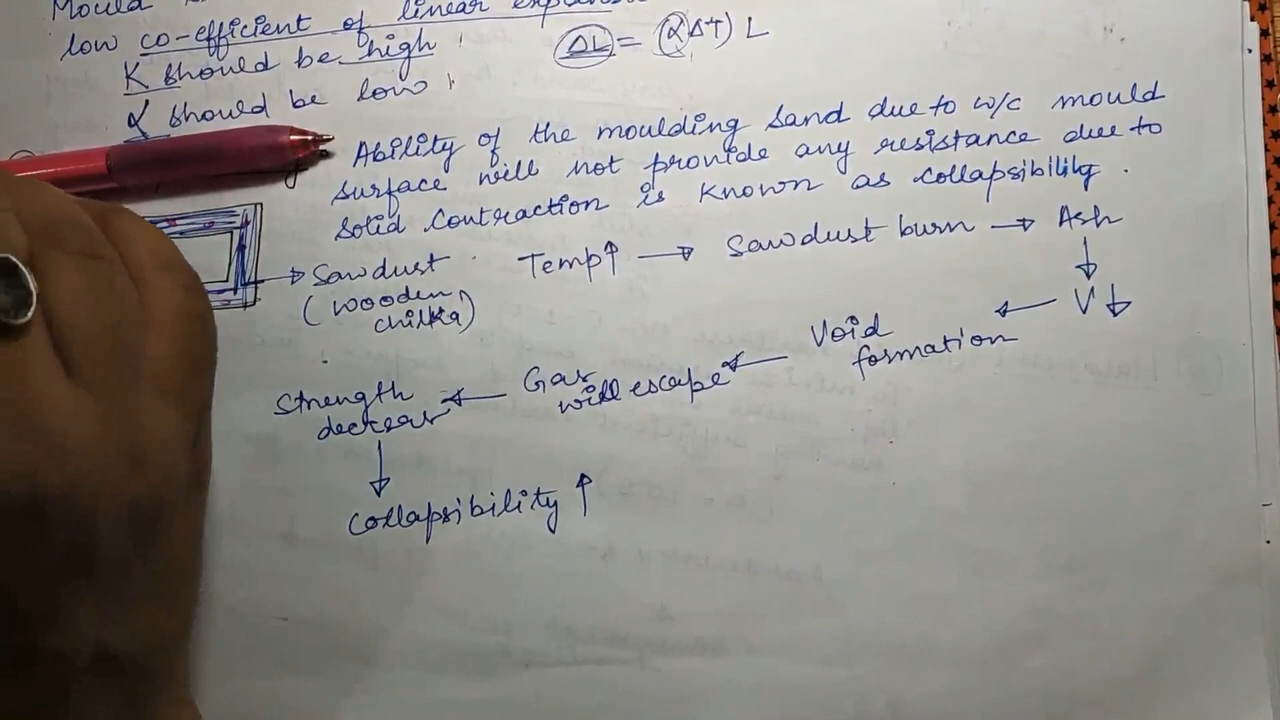 Mould
low co-efficient of linear
K should be high
ΔL = (αΔT) L
α should be low
Ability of the moulding sand due to w/c mould
surface will not provide any resistance due to
solid contraction is known as collapsibility.
→ Sawdust
(wooden
chilka)
Temp↑ → Sawdust burn → Ash
↓
V↓
← Void
formation
← Gas
will escape
← Strength
decrease
↓
Collapsibility ↑